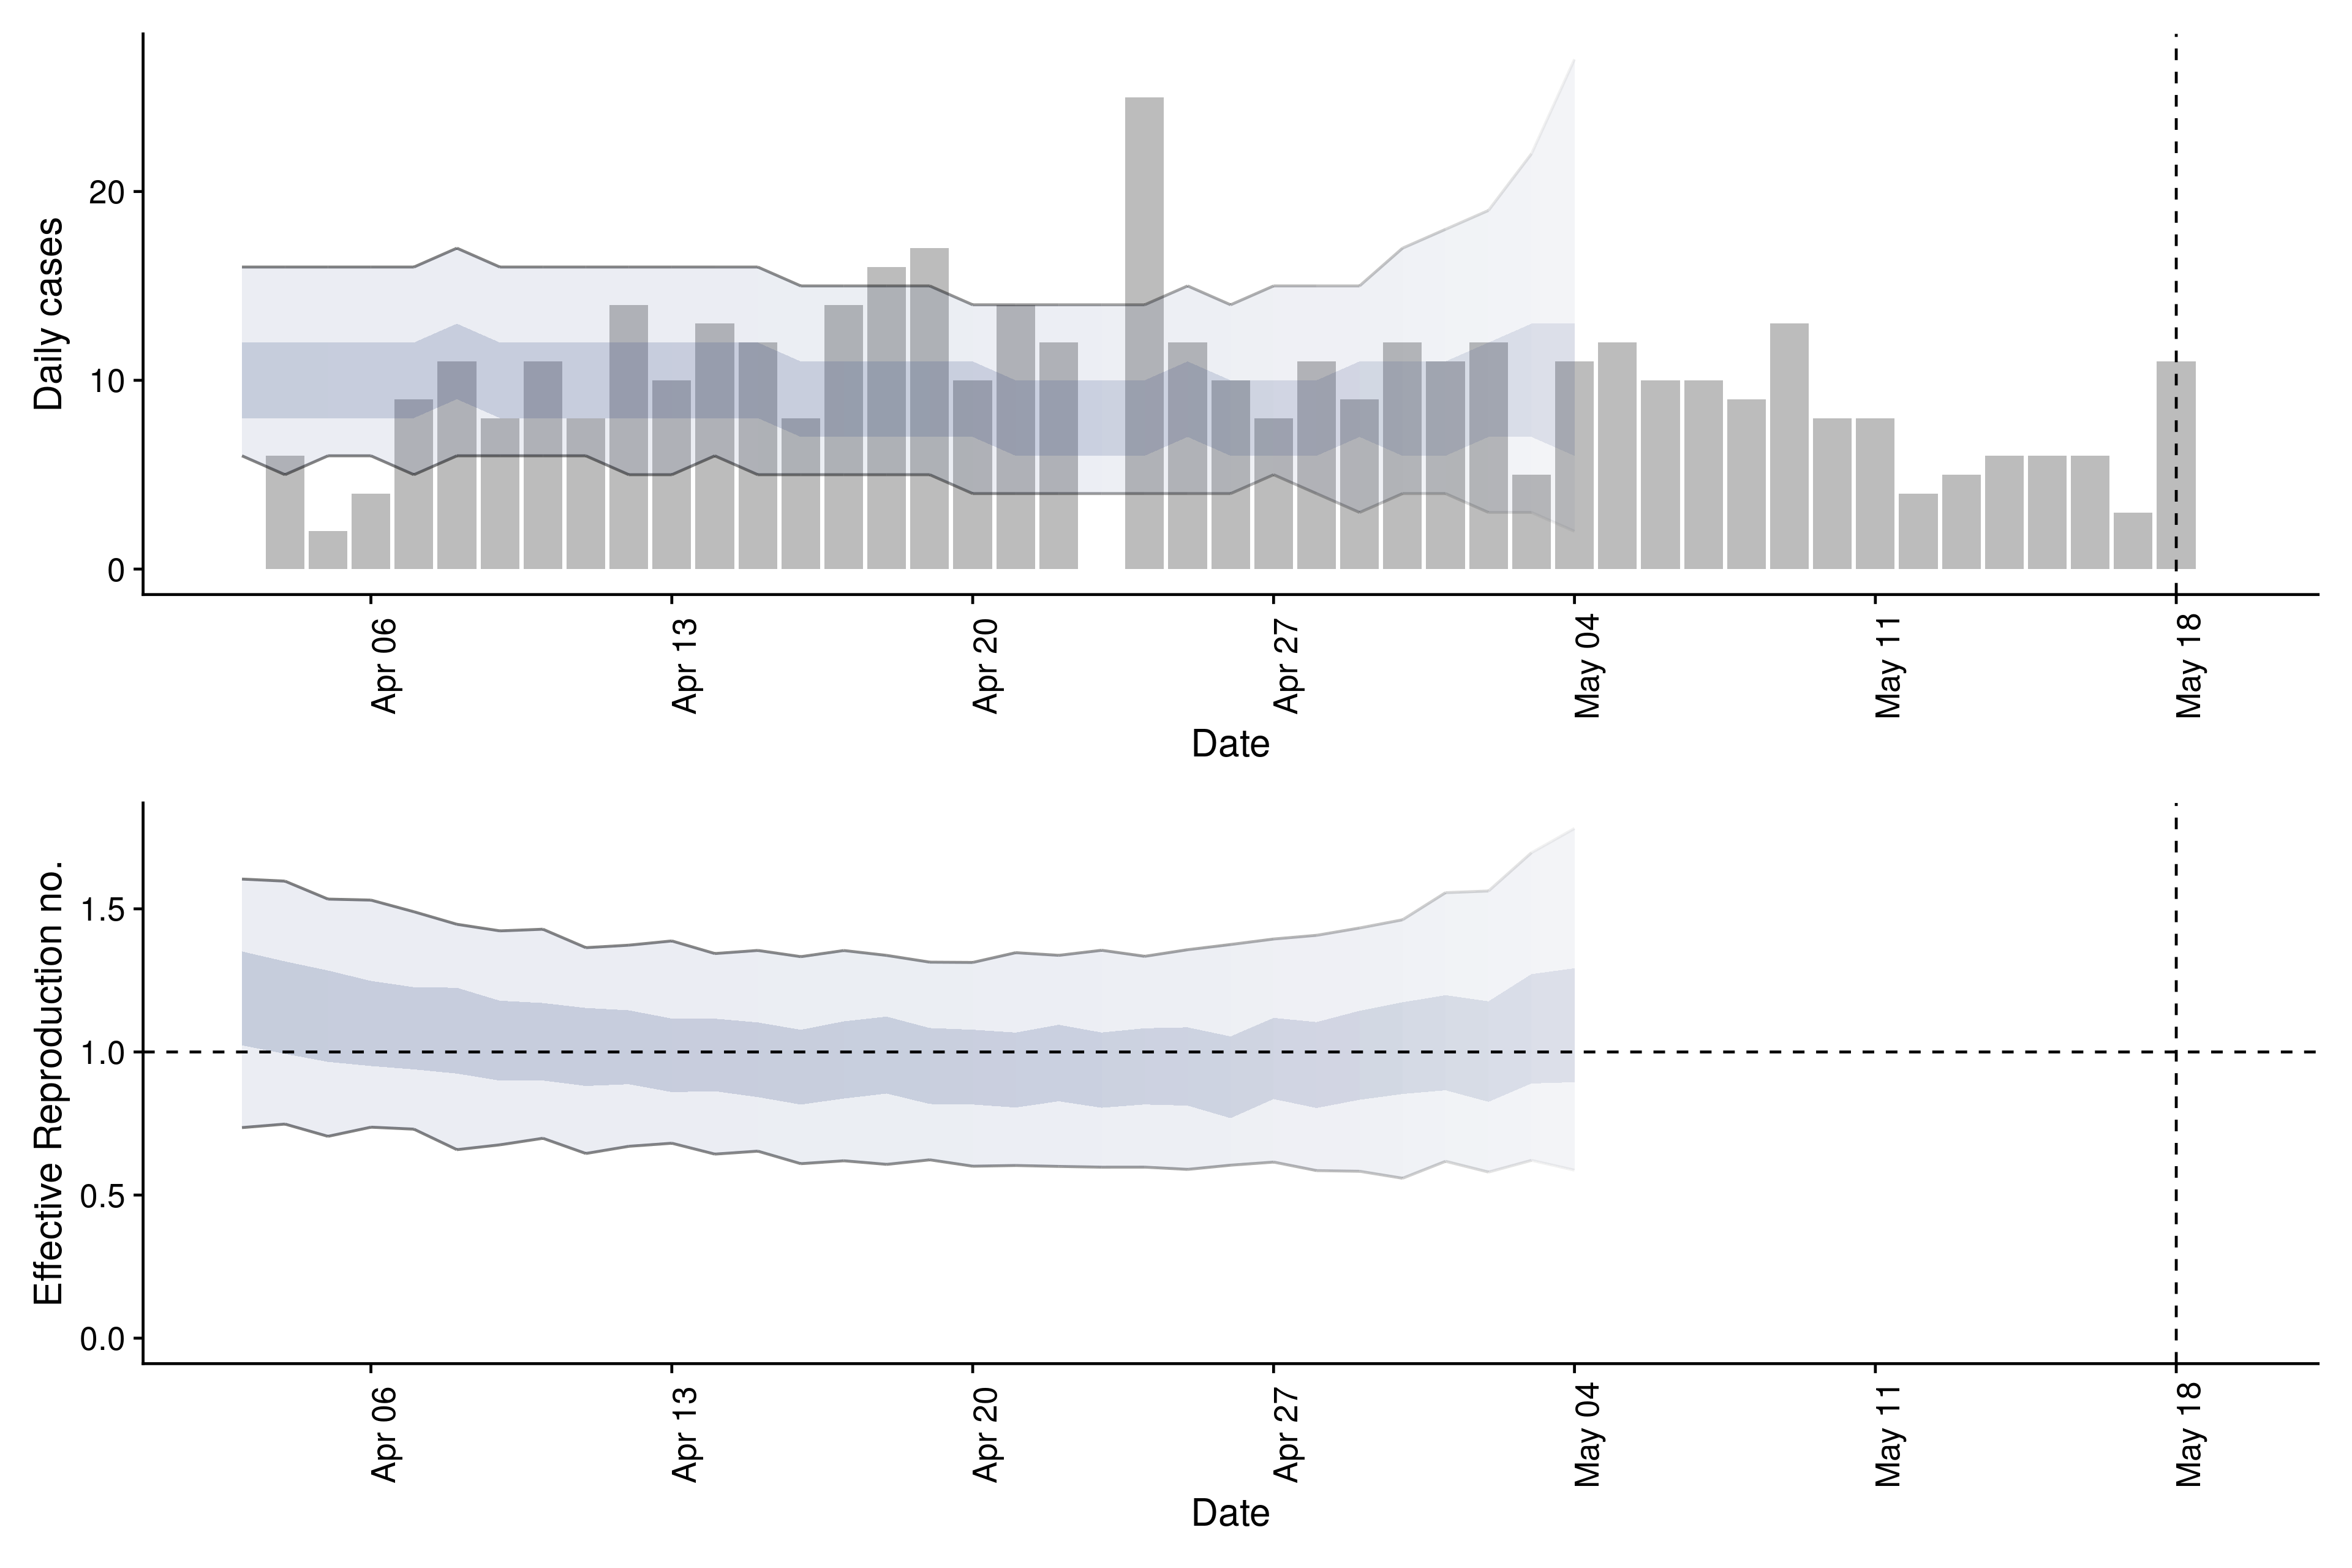 Daily cases
20
10
0
Apr 06
Apr 13
Apr 20
Apr 27
May 04
May 11
May 18
Date
Effective Reproduction no.
1.5
1.0
0.5
0.0
Apr 06
Apr 13
Apr 20
Apr 27
May 04
May 11
May 18
Date